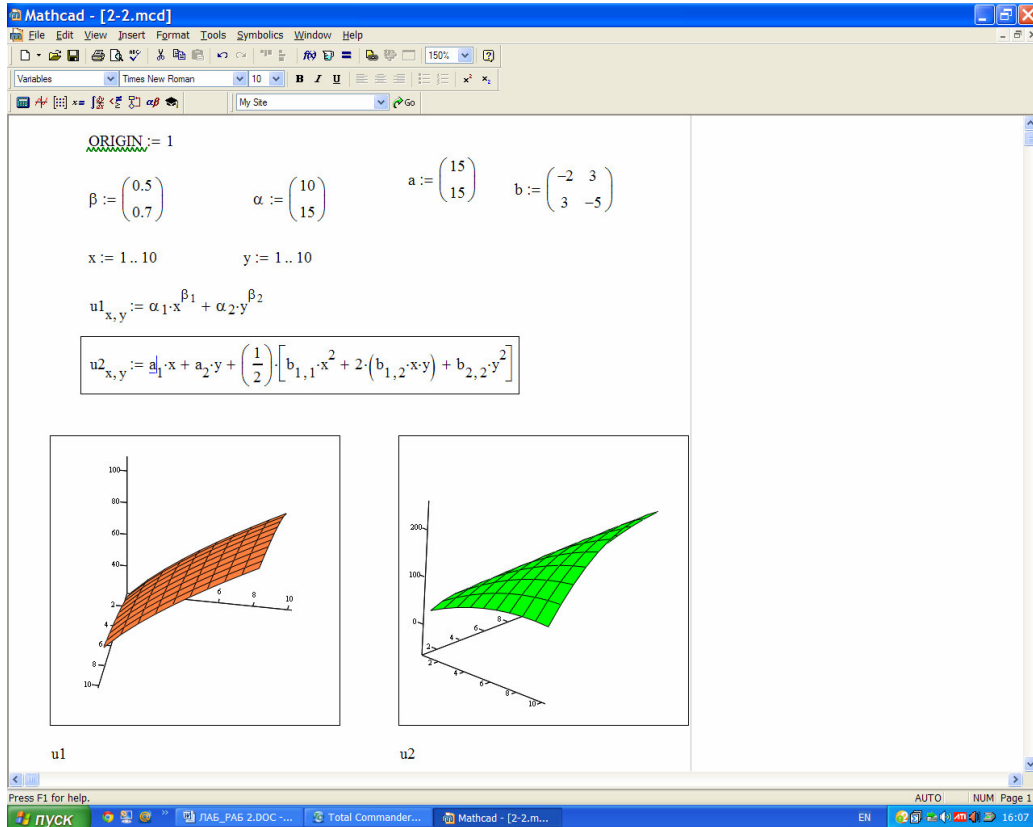 Mathcad - [2-2.mcd]
File Edit View Insert Format Tools Symbolics Window Help
150%
Variables Times New Roman 10 B I U x² x₂
x= αβ My Site Go
ORIGIN := 1
β := (0.5 0.7) α := (10 15) a := (15 15) b := (−2 3 3 −5)
x := 1 .. 10 y := 1 .. 10
u1ₓ,ᵧ := α₁·x^β₁ + α₂·y^β₂
u2ₓ,ᵧ := a₁·x + a₂·y + (1/2)·[b₁,₁·x² + 2·(b₁,₂·x·y) + b₂,₂·y²]
100 80 60 40 2 4 6 8 10 6 8 10
200 100 0 2 4 6 8 2 4 6 8 10
u1 u2
Press F1 for help. AUTO NUM Page 1
пуск ЛАБ_РАБ 2.DOC -... Total Commander... Mathcad - [2-2.m... EN 16:07